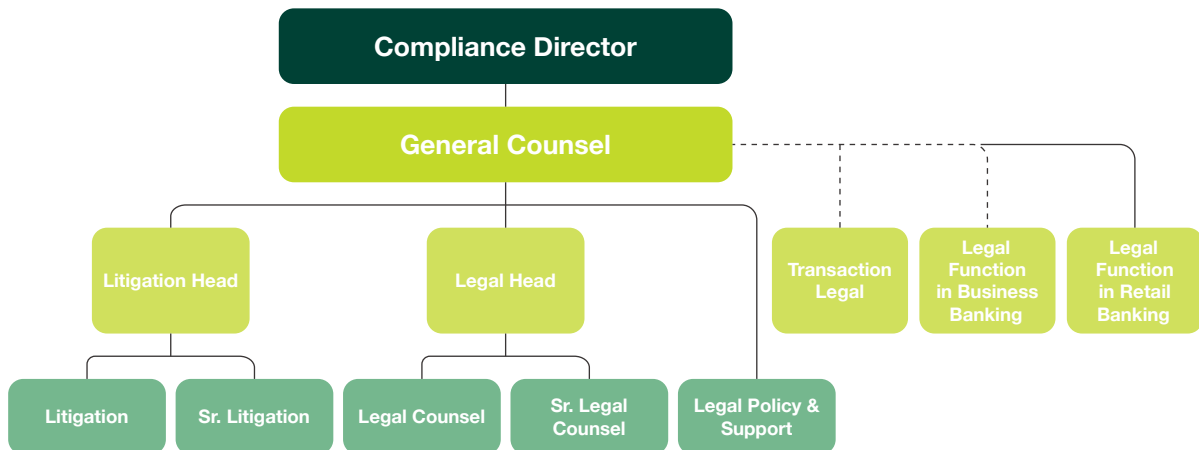 Compliance Director
General Counsel
Litigation Head
Legal Head
Transaction
Legal
Legal
Function
in Business
Banking
Legal
Function
in Retail
Banking
Litigation
Sr. Litigation
Legal Counsel
Sr. Legal
Counsel
Legal Policy &
Support